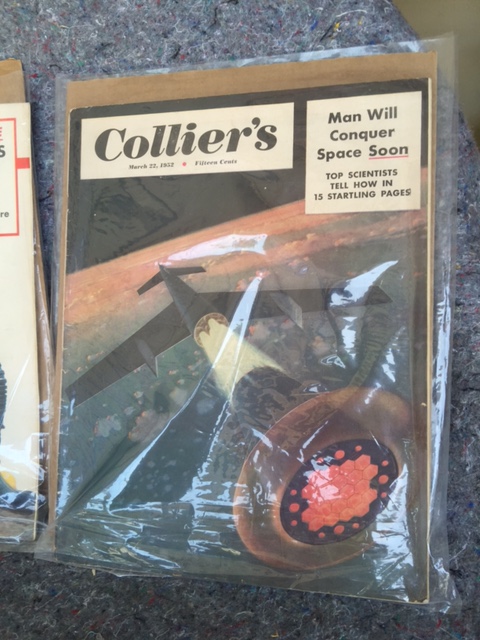 Collier's
March 22, 1952 • Fifteen Cents
Man Will
Conquer
Space Soon
TOP SCIENTISTS
TELL HOW IN
15 STARTLING PAGES